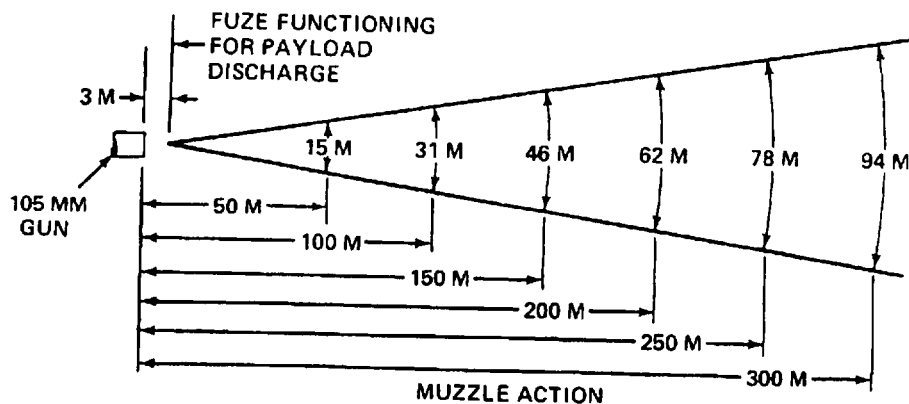 FUZE FUNCTIONING
FOR PAYLOAD
DISCHARGE
3 M
15 M
31 M
46 M
62 M
78 M
94 M
105 MM
GUN
50 M
100 M
150 M
200 M
250 M
300 M
MUZZLE ACTION